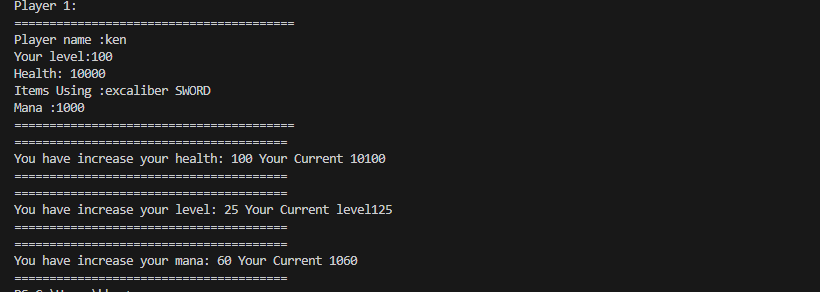 Player 1:
========================================
Player name :ken
Your level:100
Health: 10000
Items Using :excaliber SWORD
Mana :1000
========================================
=======================================
You have increase your health: 100 Your Current 10100
=======================================
=======================================
You have increase your level: 25 Your Current level125
=======================================
=======================================
You have increase your mana: 60 Your Current 1060
=======================================